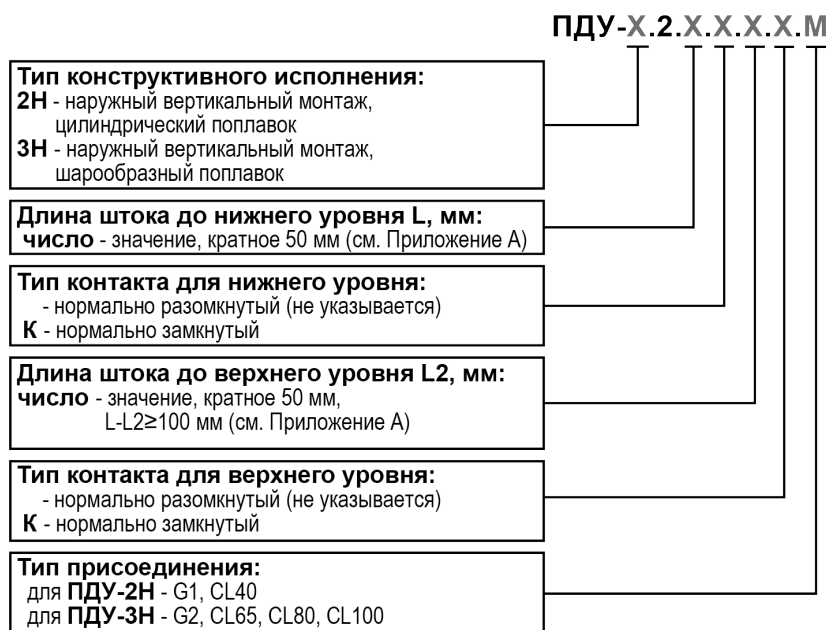 ПДУ-Х.2.Х.Х.Х.Х.М
Тип конструктивного исполнения:
2Н - наружный вертикальный монтаж,
цилиндрический поплавок
3Н - наружный вертикальный монтаж,
шарообразный поплавок
Длина штока до нижнего уровня L, мм:
число - значение, кратное 50 мм (см. Приложение А)
Тип контакта для нижнего уровня:
- нормально разомкнутый (не указывается)
К - нормально замкнутый
Длина штока до верхнего уровня L2, мм:
число - значение, кратное 50 мм,
L-L2≥100 мм (см. Приложение А)
Тип контакта для верхнего уровня:
- нормально разомкнутый (не указывается)
К - нормально замкнутый
Тип присоединения:
для ПДУ-2Н - G1, CL40
для ПДУ-3Н - G2, CL65, CL80, CL100